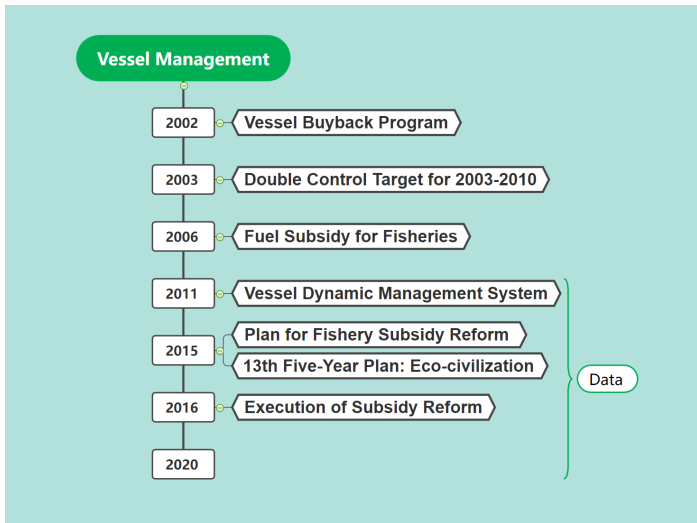 Vessel Management
2002
Vessel Buyback Program
2003
Double Control Target for 2003-2010
2006
Fuel Subsidy for Fisheries
2011
Vessel Dynamic Management System
2015
Plan for Fishery Subsidy Reform
13th Five-Year Plan: Eco-civilization
Data
2016
Execution of Subsidy Reform
2020